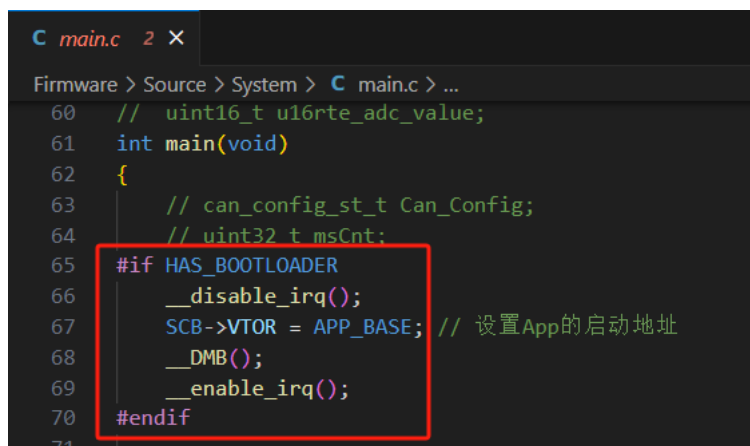 C main.c 2 ×
Firmware > Source > System > C main.c > ...
60 // uint16_t u16rte_adc_value;
61 int main(void)
62 {
63 // can_config_st_t Can_Config;
64 // uint32_t msCnt;
65 #if HAS_BOOTLOADER
66 __disable_irq();
67 SCB->VTOR = APP_BASE; // 设置App的启动地址
68 __DMB();
69 __enable_irq();
70 #endif
71